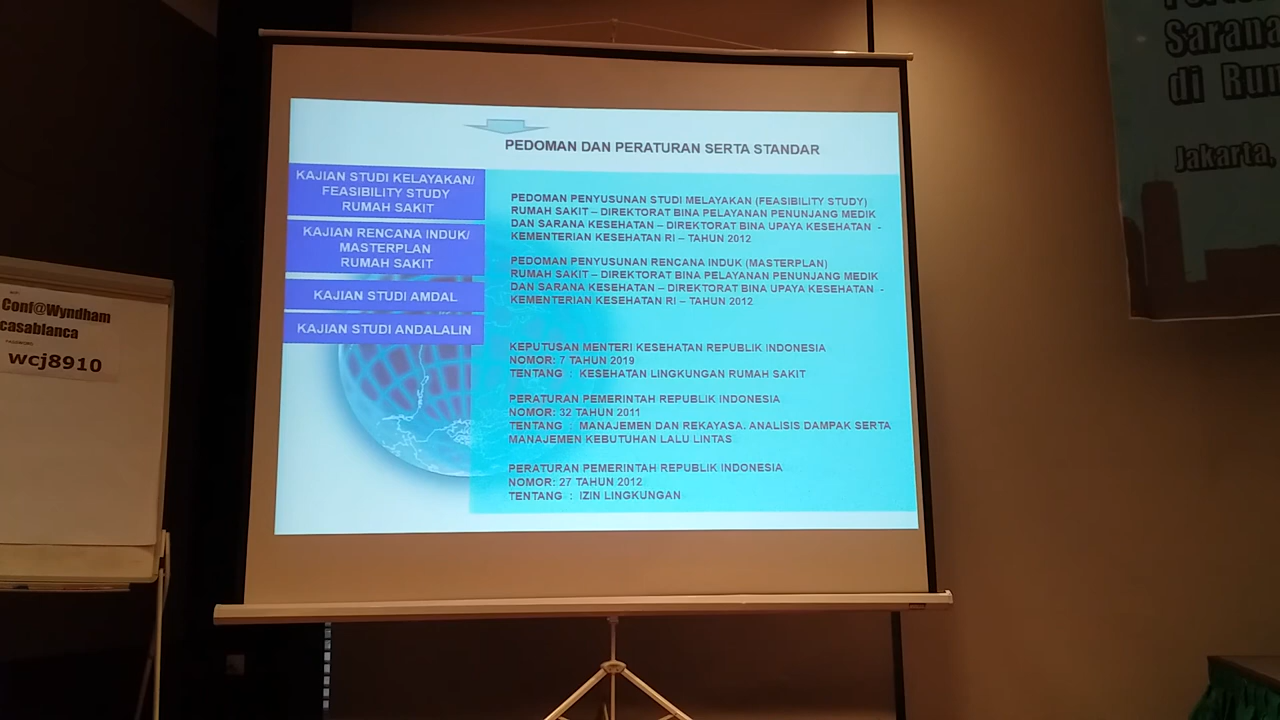 PEDOMAN DAN PERATURAN SERTA STANDAR
KAJIAN STUDI KELAYAKAN/
FEASIBILITY STUDY
RUMAH SAKIT
KAJIAN RENCANA INDUK/
MASTERPLAN
RUMAH SAKIT
KAJIAN STUDI AMDAL
KAJIAN STUDI ANDALALIN
PEDOMAN PENYUSUNAN STUDI MELAYAKAN (FEASIBILITY STUDY)
RUMAH SAKIT – DIREKTORAT BINA PELAYANAN PENUNJANG MEDIK
DAN SARANA KESEHATAN – DIREKTORAT BINA UPAYA KESEHATAN -
KEMENTERIAN KESEHATAN RI – TAHUN 2012
PEDOMAN PENYUSUNAN RENCANA INDUK (MASTERPLAN)
RUMAH SAKIT – DIREKTORAT BINA PELAYANAN PENUNJANG MEDIK
DAN SARANA KESEHATAN – DIREKTORAT BINA UPAYA KESEHATAN -
KEMENTERIAN KESEHATAN RI – TAHUN 2012
KEPUTUSAN MENTERI KESEHATAN REPUBLIK INDONESIA
NOMOR: 7 TAHUN 2019
TENTANG : KESEHATAN LINGKUNGAN RUMAH SAKIT
PERATURAN PEMERINTAH REPUBLIK INDONESIA
NOMOR: 32 TAHUN 2011
TENTANG : MANAJEMEN DAN REKAYASA. ANALISIS DAMPAK SERTA
MANAJEMEN KEBUTUHAN LALU LINTAS
PERATURAN PEMERINTAH REPUBLIK INDONESIA
NOMOR: 27 TAHUN 2012
TENTANG : IZIN LINGKUNGAN
Conf@Wyndham
casablanca
PASSWORD
wcj8910
Sarana
di Rum
Jakarta,